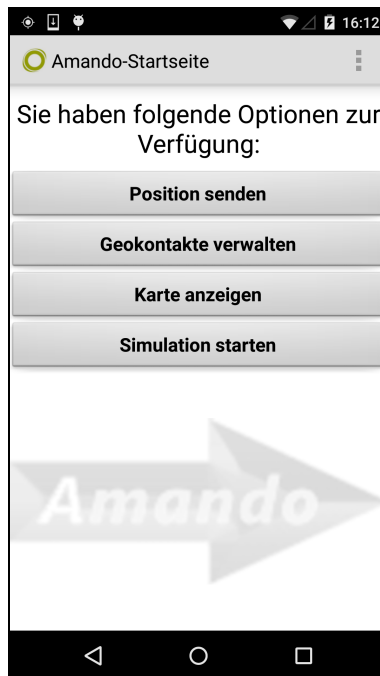 16:12
Amando-Startseite
Sie haben folgende Optionen zur
Verfügung:
Position senden
Geokontakte verwalten
Karte anzeigen
Simulation starten
Amando